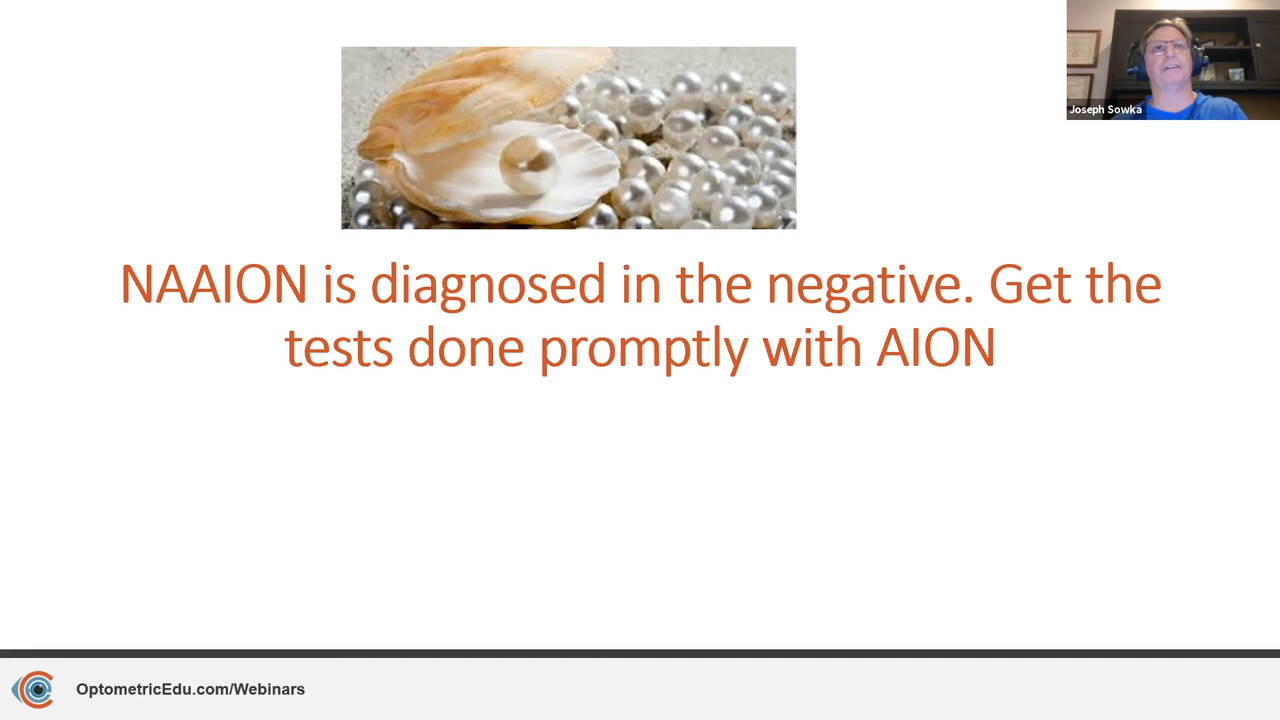 Joseph Sowka
NAAION is diagnosed in the negative. Get the
tests done promptly with AION
OptometricEdu.com/Webinars